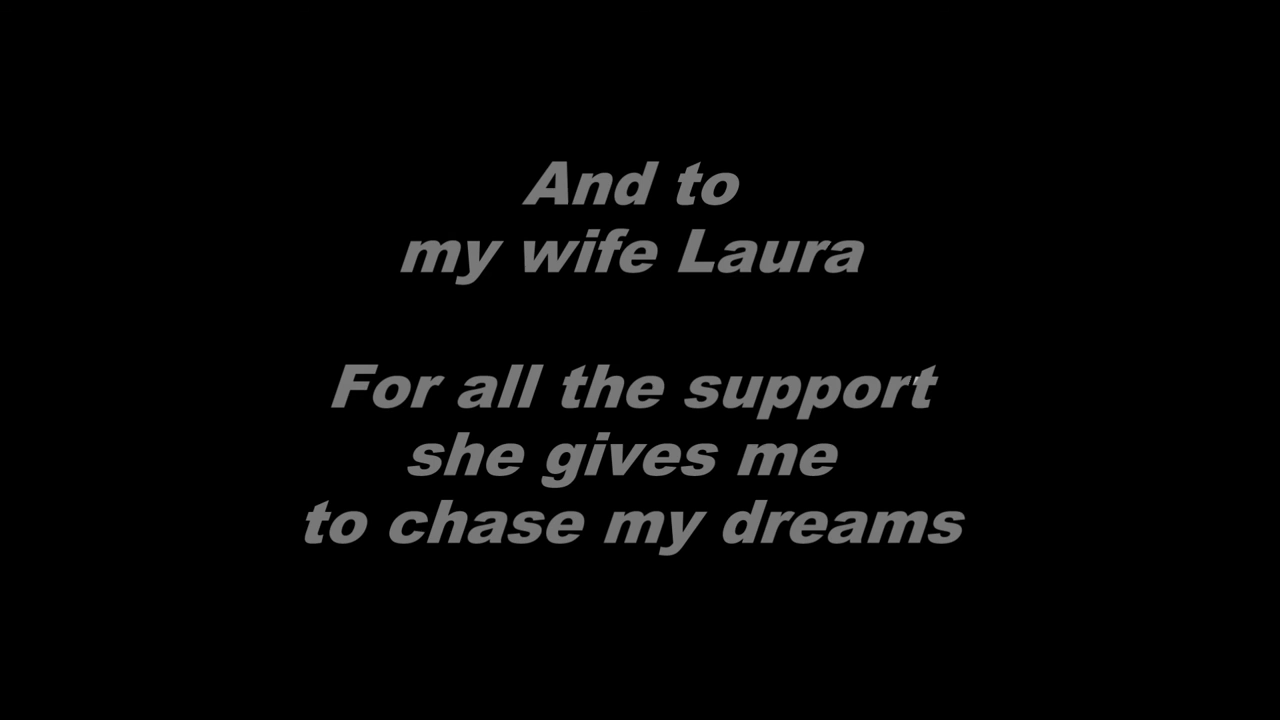 And to
my wife Laura
For all the support
she gives me
to chase my dreams